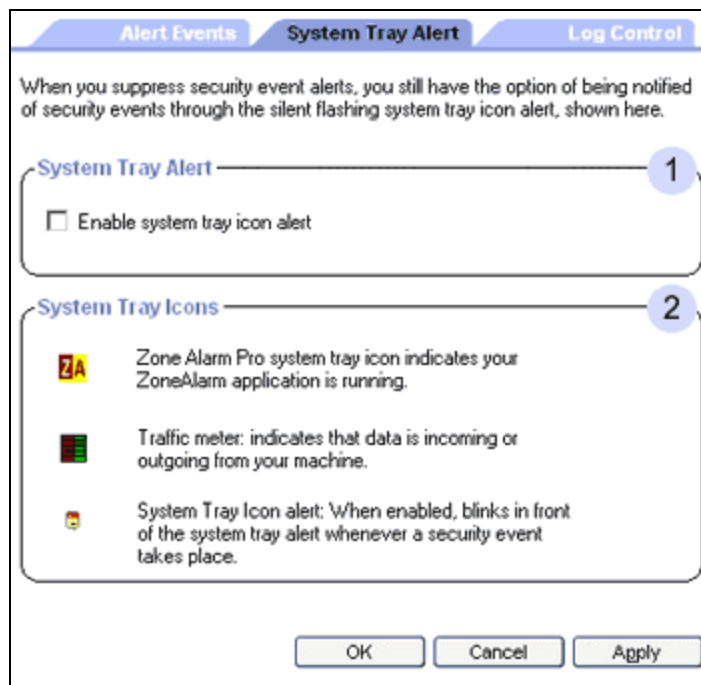 Alert Events System Tray Alert Log Control
When you suppress security event alerts, you still have the option of being notified
of security events through the silent flashing system tray icon alert, shown here.
System Tray Alert 1
Enable system tray icon alert
System Tray Icons 2
ZA Zone Alarm Pro system tray icon indicates your
ZoneAlarm application is running.
Traffic meter: indicates that data is incoming or
outgoing from your machine.
System Tray Icon alert: When enabled, blinks in front
of the system tray alert whenever a security event
takes place.
OK Cancel Apply